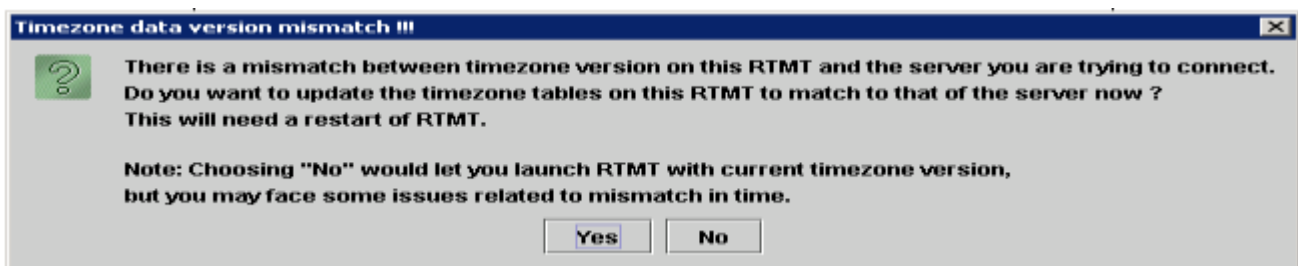 Timezone data version mismatch !!!
There is a mismatch between timezone version on this RTMT and the server you are trying to connect.
Do you want to update the timezone tables on this RTMT to match to that of the server now ?
This will need a restart of RTMT.
Note: Choosing "No" would let you launch RTMT with current timezone version,
but you may face some issues related to mismatch in time.
Yes No